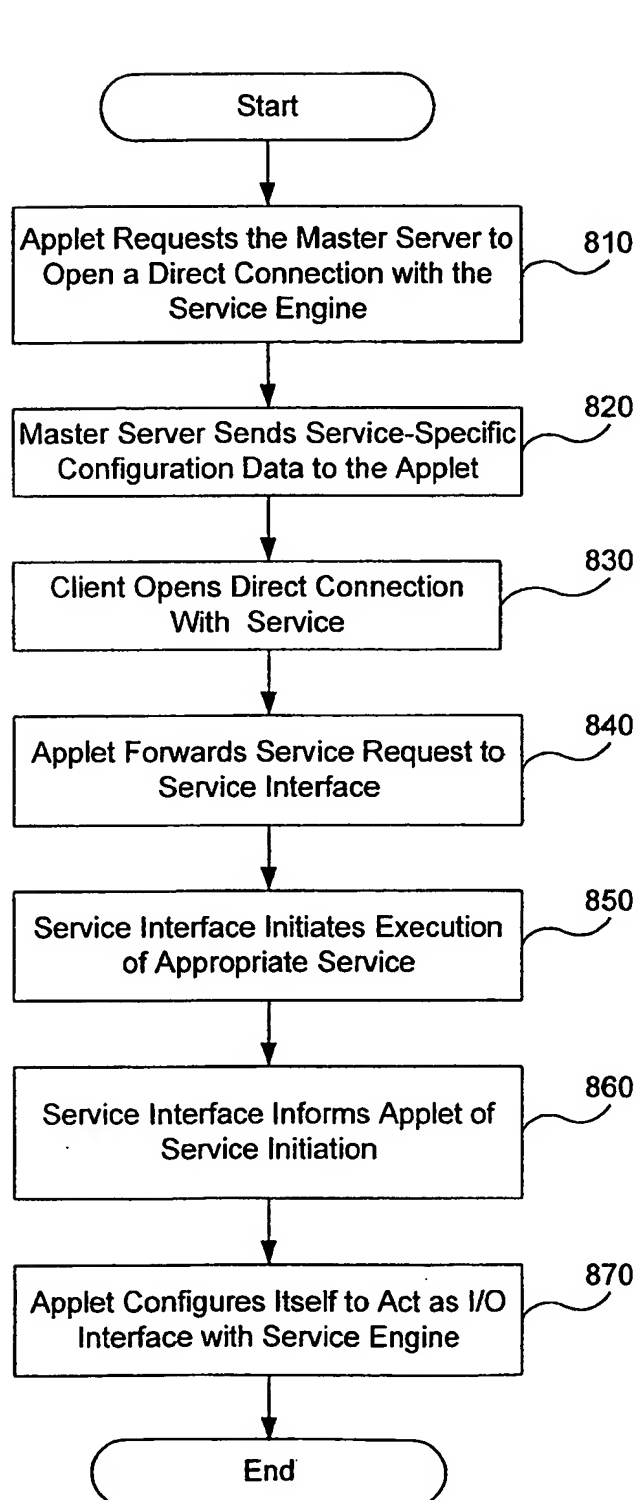 Start
Applet Requests the Master Server to
Open a Direct Connection with the
Service Engine
810
Master Server Sends Service-Specific
Configuration Data to the Applet
820
Client Opens Direct Connection
With Service
830
Applet Forwards Service Request to
Service Interface
840
Service Interface Initiates Execution
of Appropriate Service
850
Service Interface Informs Applet of
Service Initiation
860
Applet Configures Itself to Act as I/O
Interface with Service Engine
870
End